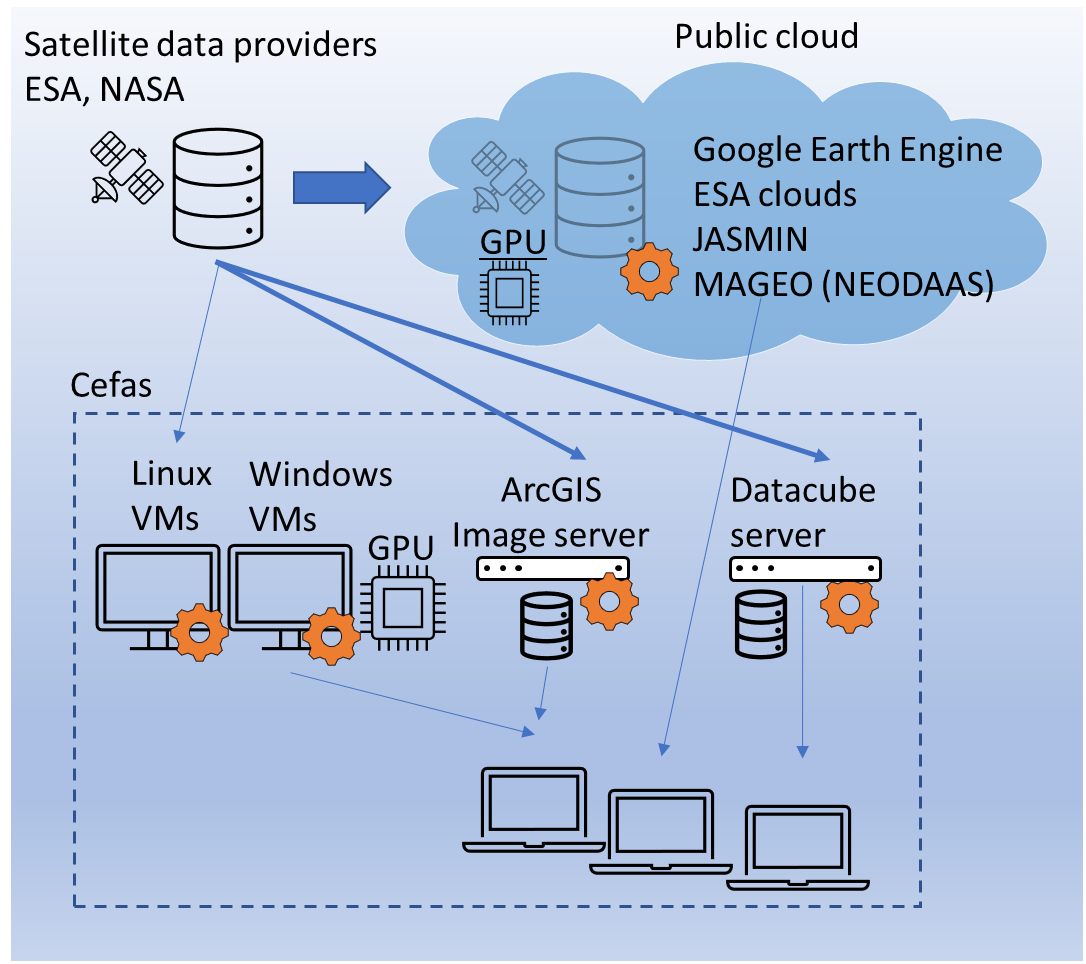 Satellite data providers
ESA, NASA
Public cloud
Google Earth Engine
ESA clouds
JASMIN
MAGEO (NEODAAS)
GPU
Cefas
Linux
VMs
Windows
VMs
GPU
ArcGIS
Image server
Datacube
server